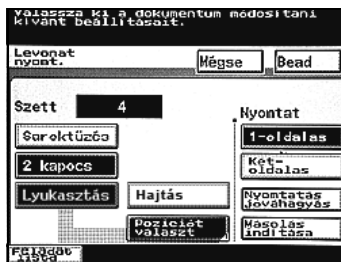 Válassza ki a dokumentum módosítani
kívánt beállításait.
Levonat
nyomt.
Mégse
Bead
Szett
4
Nyomtat
Saroktűzés
1-oldalas
2 kapocs
Két-
oldalas
Lyukasztás
Hajtás
Nyomtatás
jóváhagyás
Pozíciót
választ
Másolás
indítása
Feladat
lista